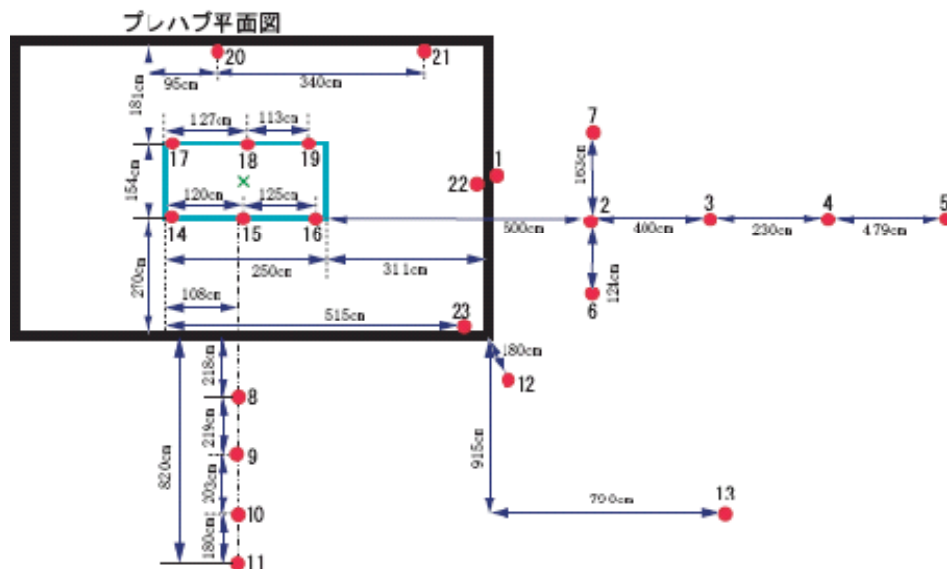 プレハブ平面図
20
21
95cm
340cm
181cm
127cm
113cm
7
17
18
19
1
163cm
154cm
22
120cm
125cm
2
3
4
5
14
15
16
500cm
400cm
230cm
479cm
250cm
311cm
124cm
270cm
108cm
6
515cm
23
218cm
180cm
12
8
219cm
820cm
9
915cm
203cm
790cm
13
10
180cm
11